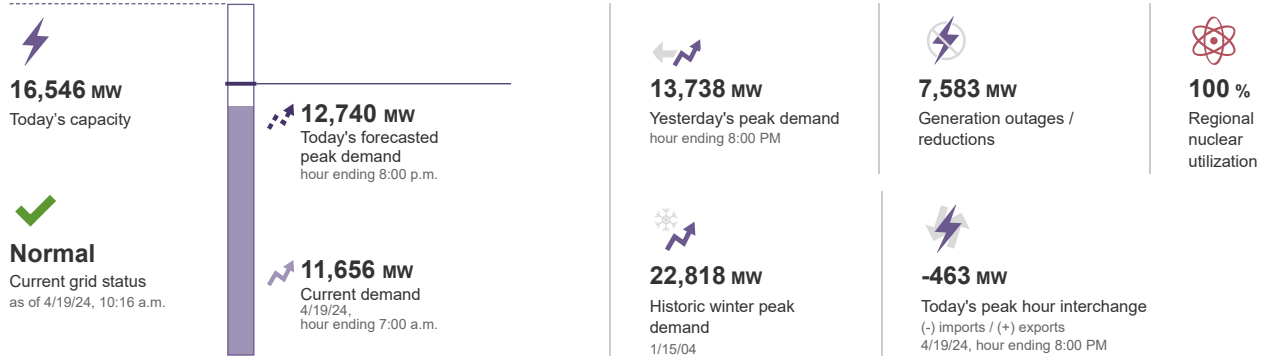 16,546 MW
Today's capacity
Normal
Current grid status
as of 4/19/24, 10:16 a.m.
12,740 MW
Today's forecasted
peak demand
hour ending 8:00 p.m.
11,656 MW
Current demand
4/19/24,
hour ending 7:00 a.m.
13,738 MW
Yesterday's peak demand
hour ending 8:00 PM
7,583 MW
Generation outages /
reductions
100 %
Regional
nuclear
utilization
22,818 MW
Historic winter peak
demand
1/15/04
-463 MW
Today's peak hour interchange
(-) imports / (+) exports
4/19/24, hour ending 8:00 PM